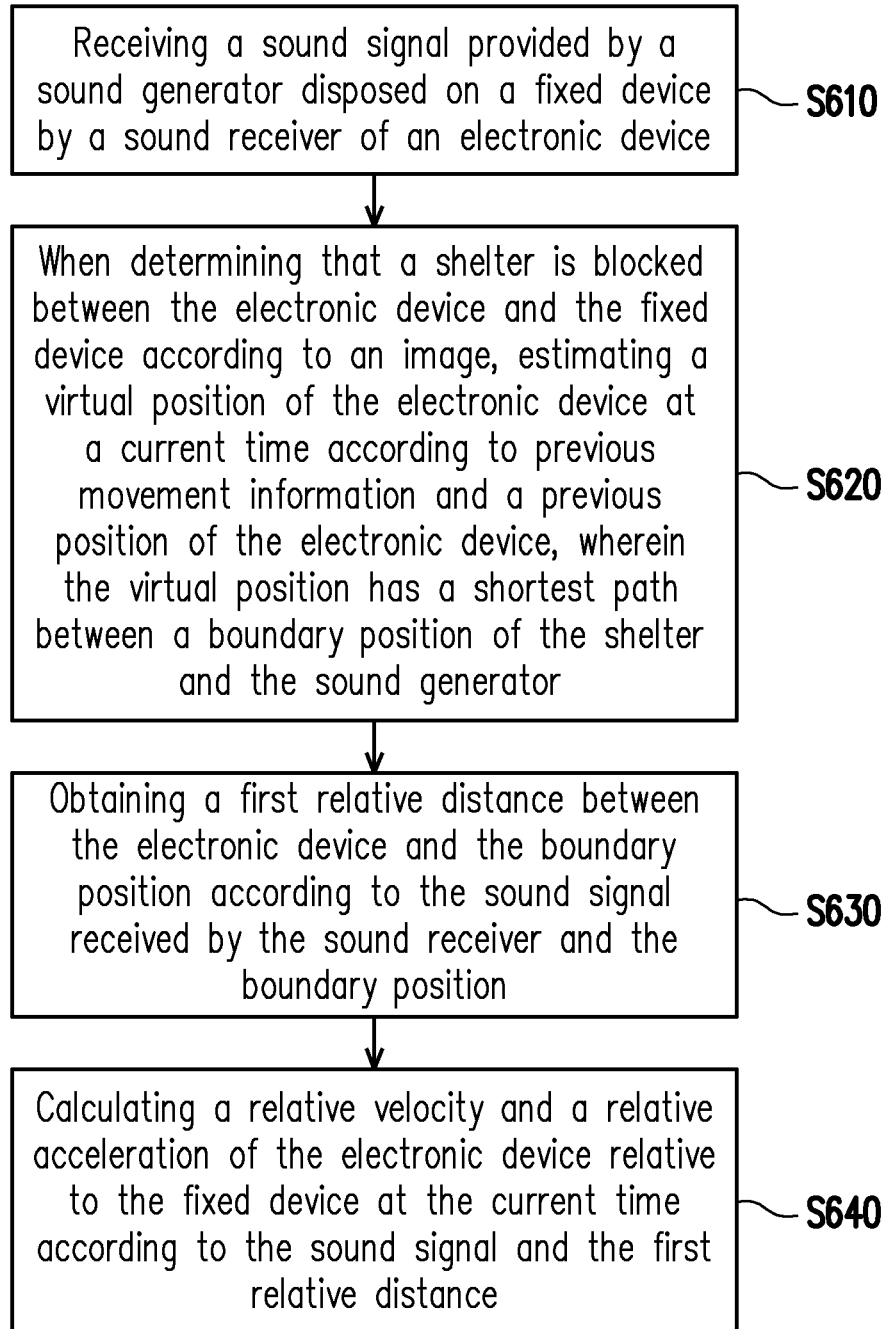 Receiving a sound signal provided by a
sound generator disposed on a fixed device
by a sound receiver of an electronic device
S610
When determining that a shelter is blocked
between the electronic device and the fixed
device according to an image, estimating a
virtual position of the electronic device at
a current time according to previous
movement information and a previous
position of the electronic device, wherein
the virtual position has a shortest path
between a boundary position of the shelter
and the sound generator
S620
Obtaining a first relative distance between
the electronic device and the boundary
position according to the sound signal
received by the sound receiver and the
boundary position
S630
Calculating a relative velocity and a relative
acceleration of the electronic device relative
to the fixed device at the current time
according to the sound signal and the first
relative distance
S640